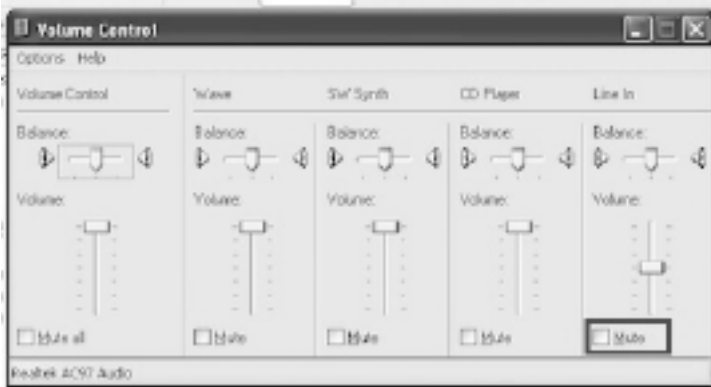 Volume Control
Options Help
Volume Control Wave SW Synth CD Player Line In
Balance: Balance: Balance: Balance: Balance:
Volume: Volume: Volume: Volume: Volume:
Mute all Mute Mute Mute Mute
Realtek AC97 Audio